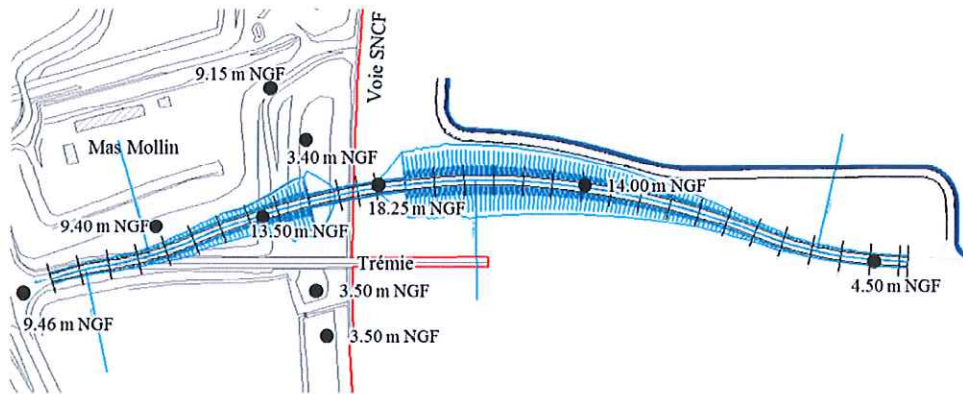 Voie SNCF
9.15 m NGF
Mas Mollin
3.40 m NGF
14.00 m NGF
18.25 m NGF
9.40 m NGF
13.50 m NGF
Trémie
4.50 m NGF
3.50 m NGF
9.46 m NGF
3.50 m NGF